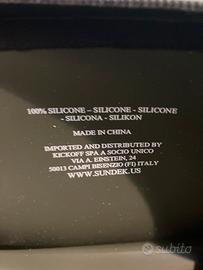 100% SILICONE – SILICONE - SILICONE
- SILICONA - SILIKON
MADE IN CHINA
IMPORTED AND DISTRIBUTED BY
KICKOFF SPA A SOCIO UNICO
VIA A. EINSTEIN, 24
50013 CAMPI BISENZIO (FI) ITALY
WWW.SUNDEK.US
subito